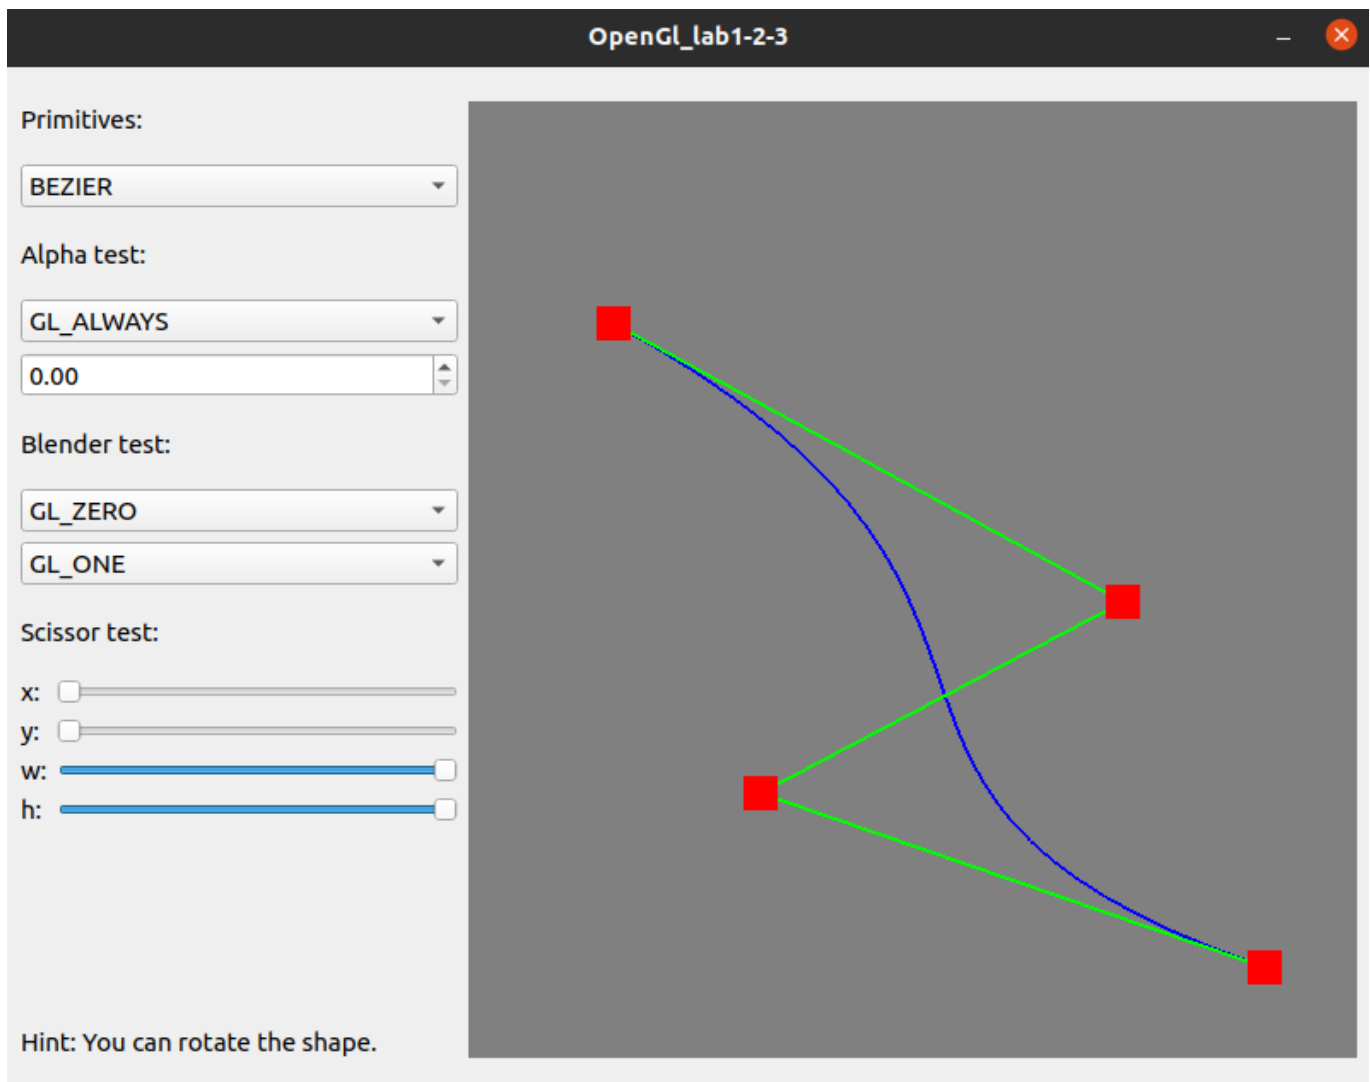 OpenGl_lab1-2-3
Primitives:
BEZIER
Alpha test:
GL_ALWAYS
0.00
Blender test:
GL_ZERO
GL_ONE
Scissor test:
x:
y:
w:
h:
Hint: You can rotate the shape.